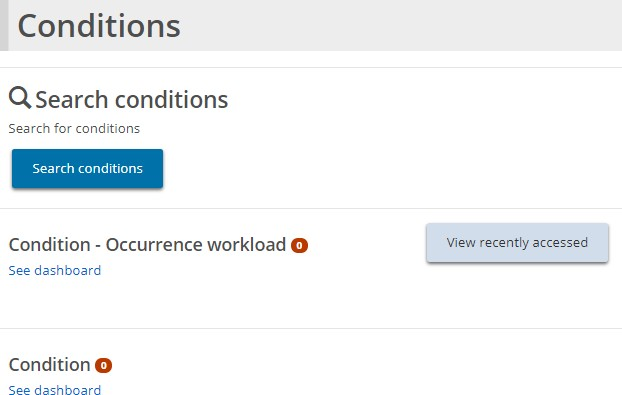 Conditions
Search conditions
Search for conditions
Search conditions
Condition - Occurrence workload 0
View recently accessed
See dashboard
Condition 0
See dashboard